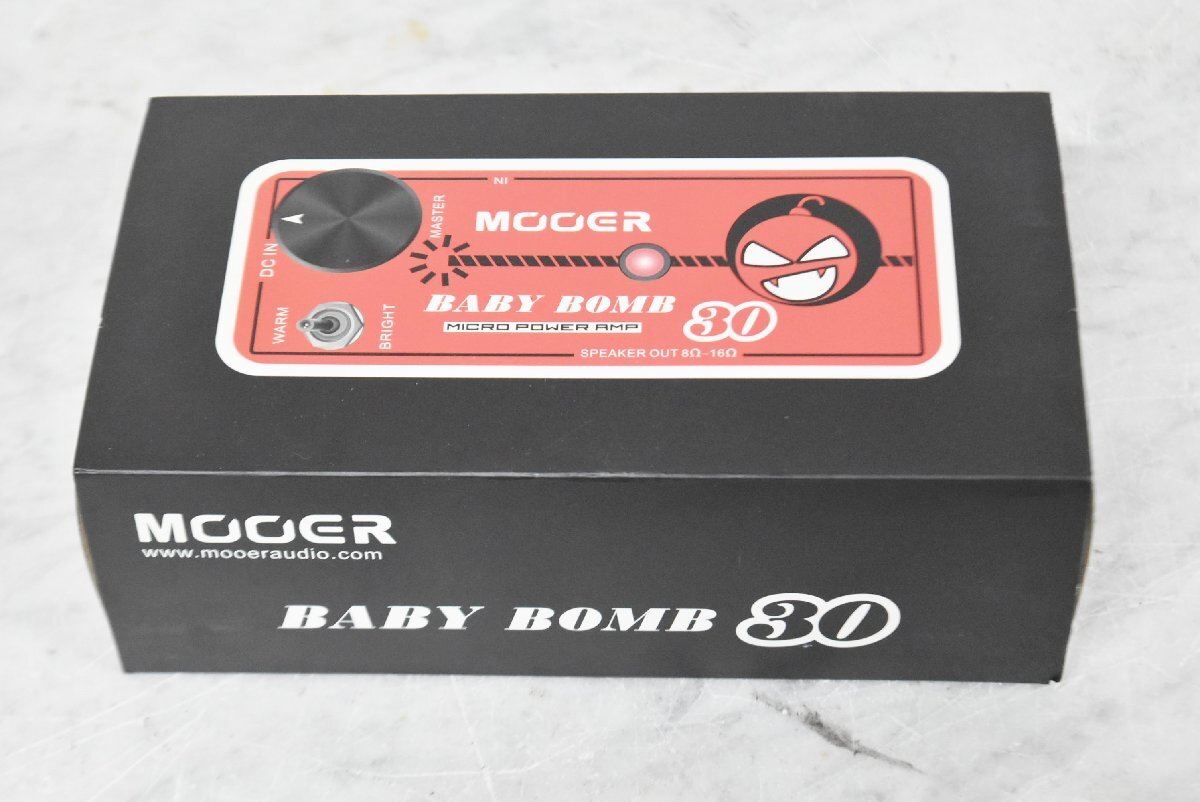 IN
MOOER
MASTER
DC IN
BABY BOMB 30
MICRO POWER AMP
WARM
BRIGHT
SPEAKER OUT 8Ω-16Ω
MOOER
www.mooeraudio.com
BABY BOMB 30